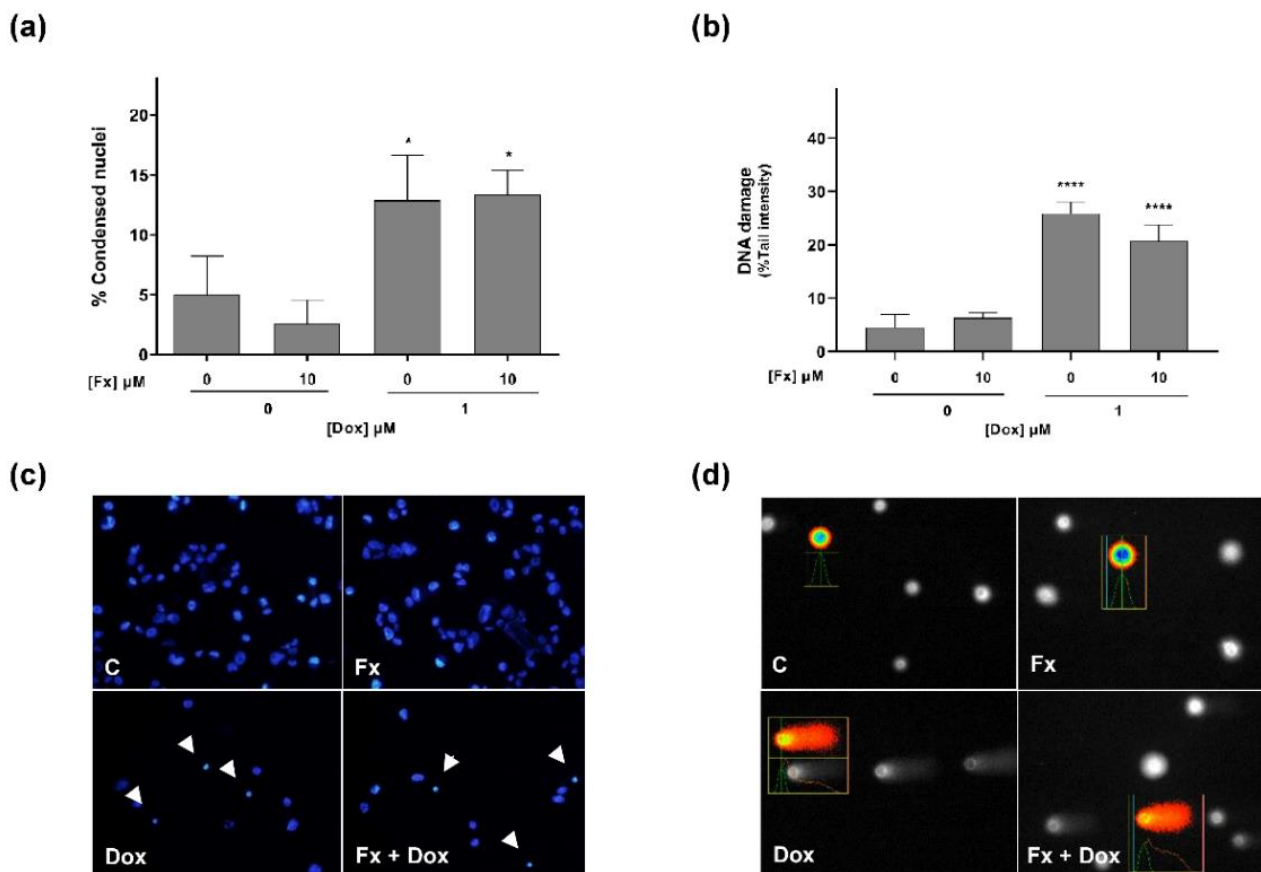 (a)
20
15
10
5
0
% Condensed nuclei
*
*
[Fx] µM
0
10
0
10
0
1
[Dox] µM
(b)
40
30
20
10
0
DNA damage
(%Tail intensity)
****
****
[Fx] µM
0
10
0
10
0
1
[Dox] µM
(c)
C
Fx
Dox
Fx + Dox
(d)
C
Fx
Dox
Fx + Dox